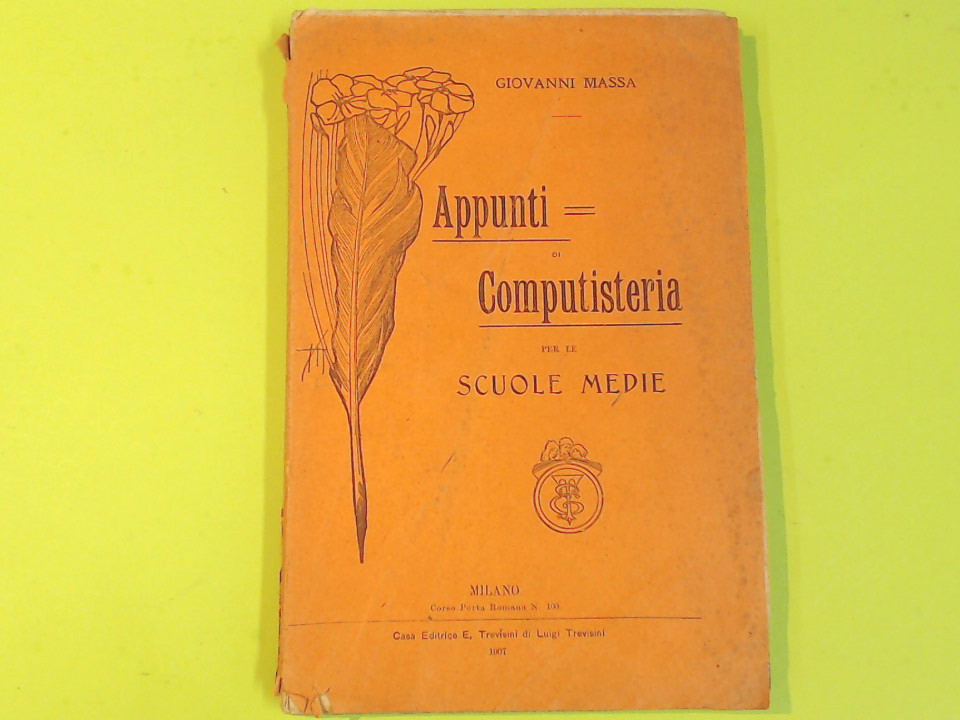 GIOVANNI MASSA
Appunti =
DI
Computisteria
PER LE
SCUOLE MEDIE
MILANO
Corso Porta Romana N. 100
Casa Editrice E. Trevisini di Luigi Trevisini
1907